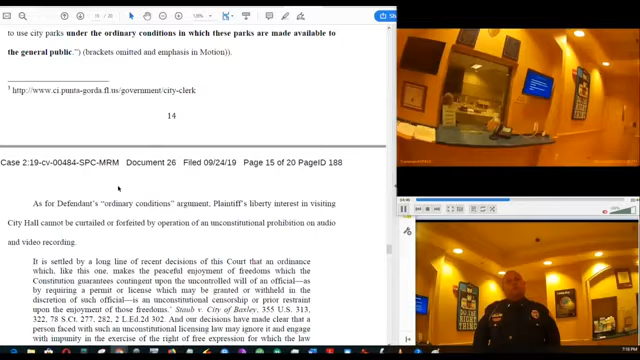 to use city parks under the ordinary conditions in which these parks are made available to
the general public.") (brackets omitted and emphasis in Motion)).
1 http://www.ci.punta-gorda.fl.us/government/city-clerk
14
Case 2:19-cv-00484-SPC-MRM Document 26 Filed 09/24/19 Page 15 of 20 PageID 188
As for Defendant's "ordinary conditions" argument, Plaintiff's liberty interest in visiting
City Hall cannot be curtailed or forfeited by operation of an unconstitutional prohibition on audio
and video recording.
It is settled by a long line of recent decisions of this Court that an ordinance
which, like this one, makes the peaceful enjoyment of freedoms which the
Constitution guarantees contingent upon the uncontrolled will of an official—as
by requiring a permit or license which may be granted or withheld in the
discretion of such official—is an unconstitutional censorship or prior restraint
upon the enjoyment of those freedoms.' Staub v. City of Baxley, 355 U.S. 313,
322, 78 S.Ct. 277, 282, 2 L.Ed.2d 302. And our decisions have made clear that a
person faced with such an unconstitutional licensing law may ignore it and engage
with impunity in the exercise of the right of free expression for which the law
DO THE
RIGHT
THING
7:18 PM